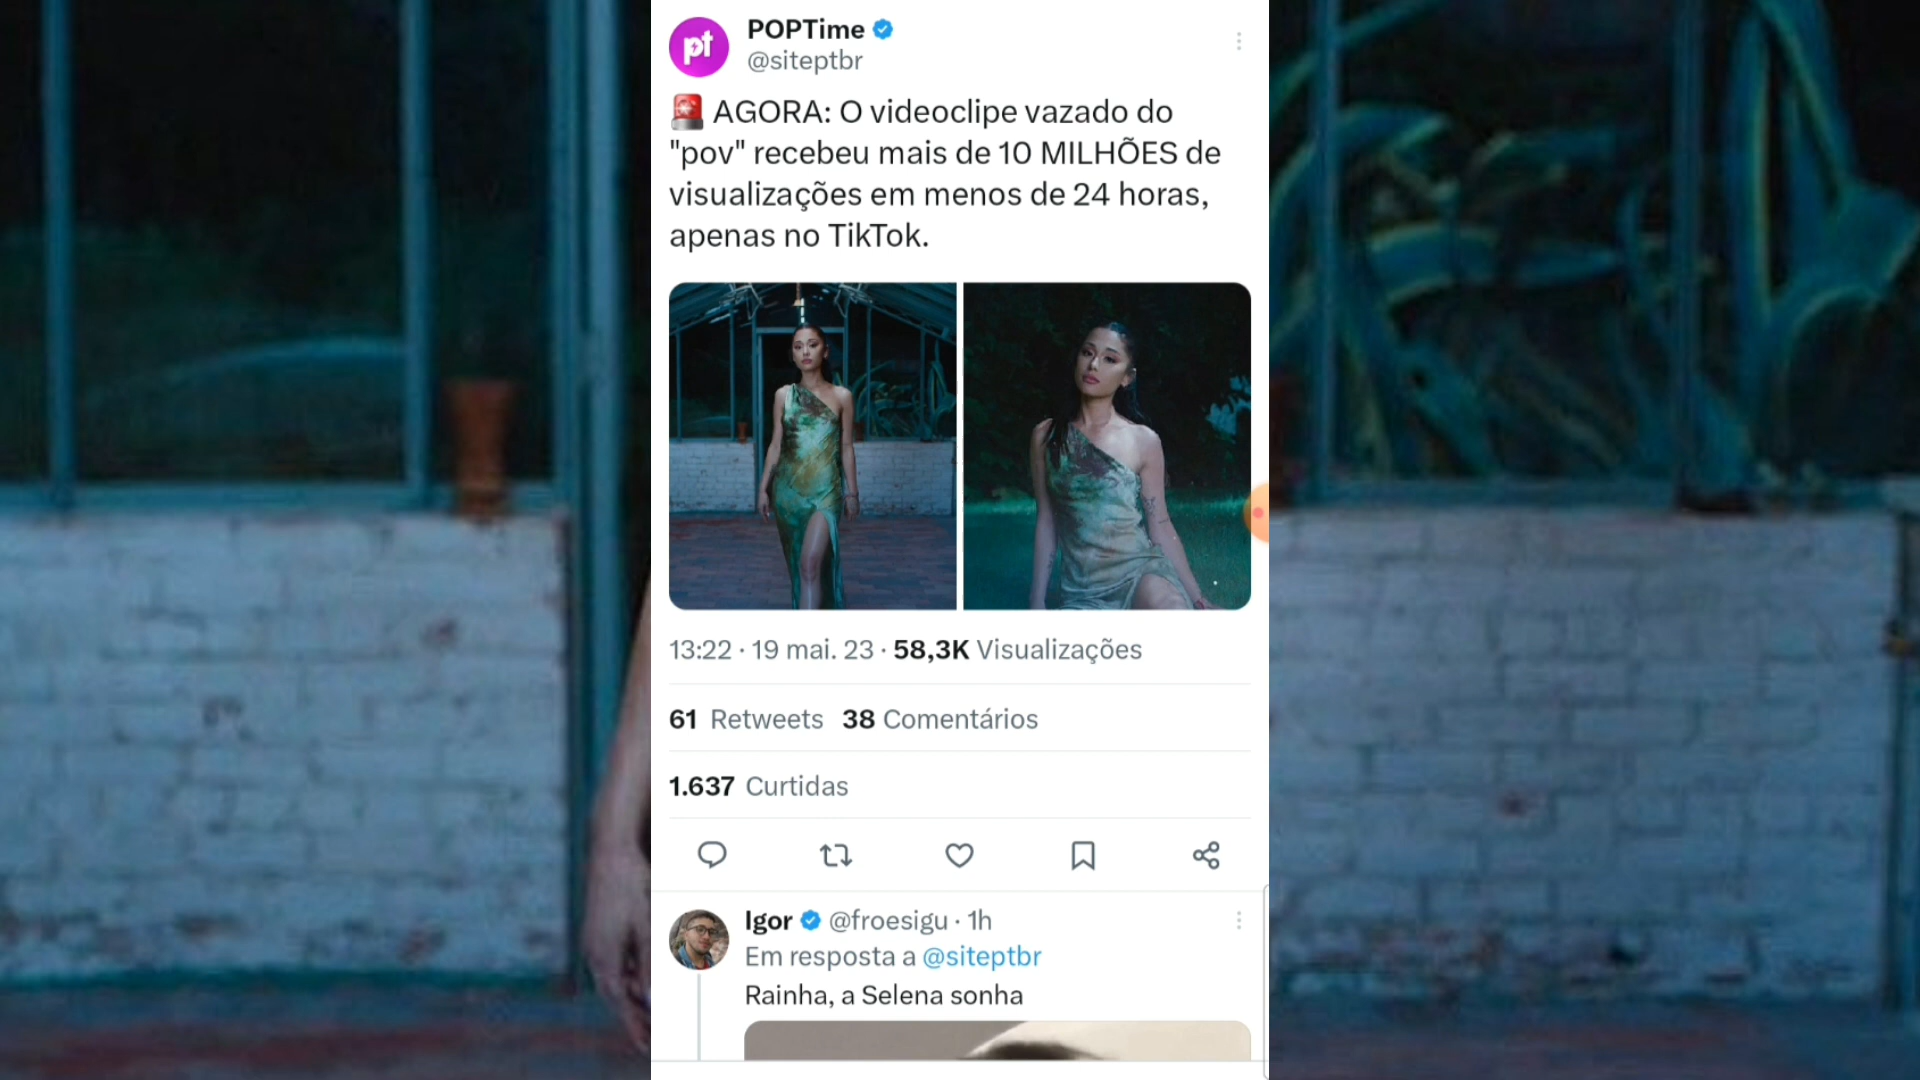 pt
POPTime
@siteptbr
🚨 AGORA: O videoclipe vazado do
"pov" recebeu mais de 10 MILHÕES de
visualizações em menos de 24 horas,
apenas no TikTok.
13:22 · 19 mai. 23 · 58,3K Visualizações
61 Retweets 38 Comentários
1.637 Curtidas
Igor @froesigu · 1h
Em resposta a @siteptbr
Rainha, a Selena sonha